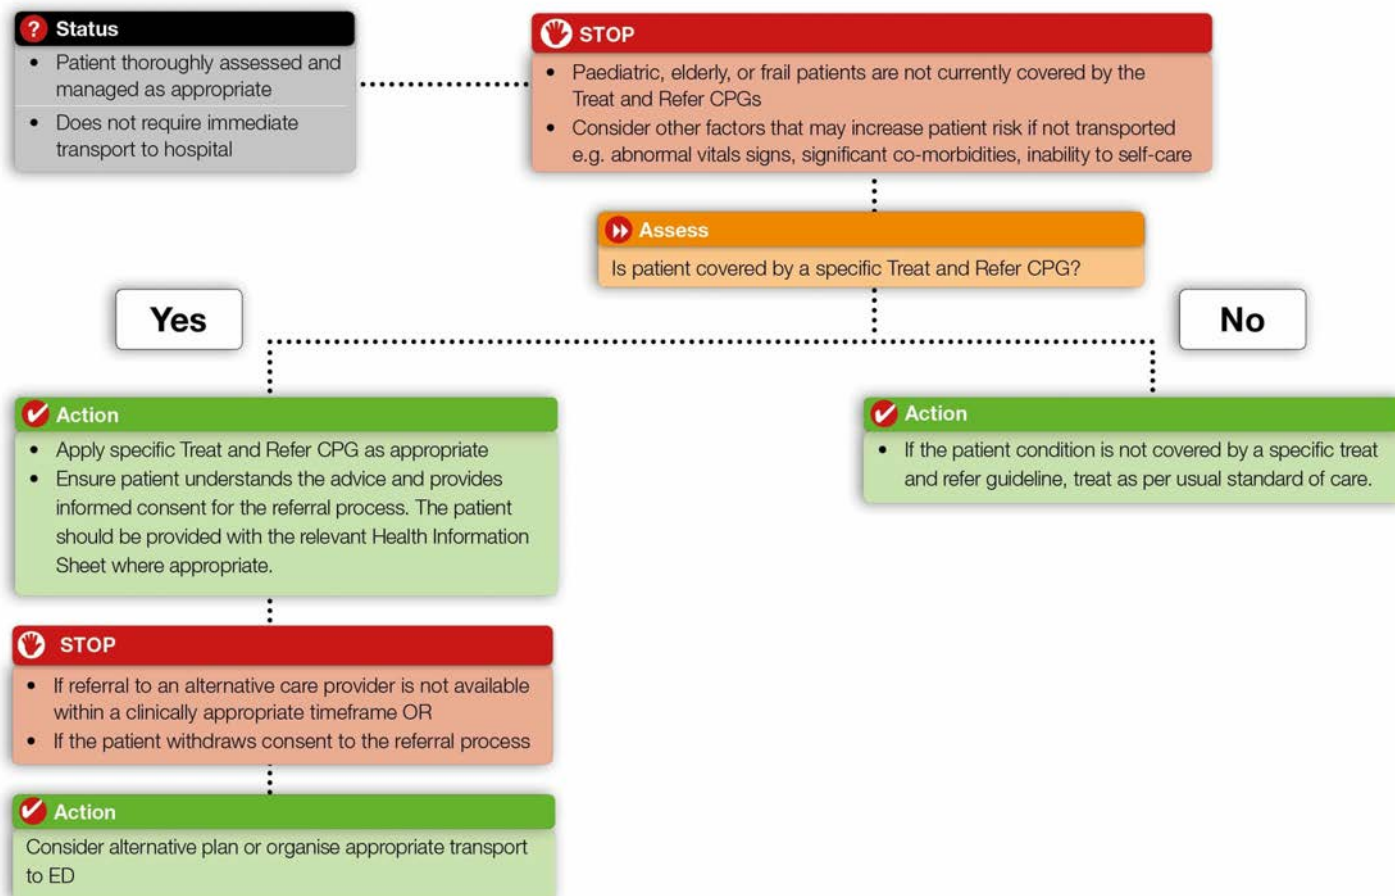 ? Status
• Patient thoroughly assessed and
managed as appropriate
• Does not require immediate
transport to hospital
STOP
• Paediatric, elderly, or frail patients are not currently covered by the
Treat and Refer CPGs
• Consider other factors that may increase patient risk if not transported
e.g. abnormal vitals signs, significant co-morbidities, inability to self-care
Assess
Is patient covered by a specific Treat and Refer CPG?
Yes
No
Action
• Apply specific Treat and Refer CPG as appropriate
• Ensure patient understands the advice and provides
informed consent for the referral process. The patient
should be provided with the relevant Health Information
Sheet where appropriate.
Action
• If the patient condition is not covered by a specific treat
and refer guideline, treat as per usual standard of care.
STOP
• If referral to an alternative care provider is not available
within a clinically appropriate timeframe OR
• If the patient withdraws consent to the referral process
Action
Consider alternative plan or organise appropriate transport
to ED